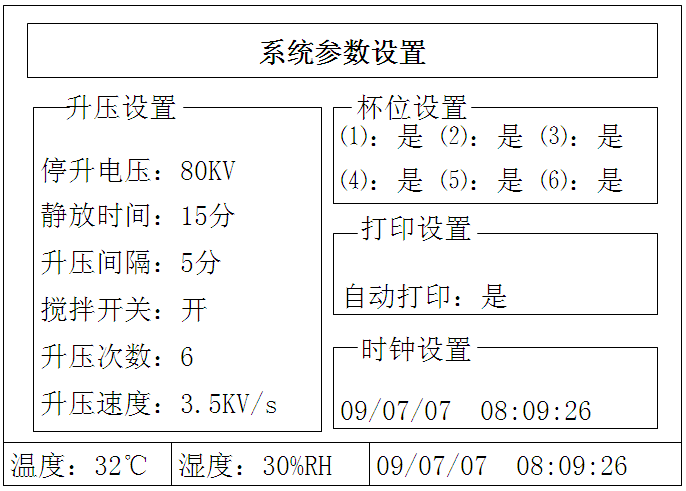 系统参数设置
升压设置
停升电压：80KV
静放时间：15分
升压间隔：5分
搅拌开关：开
升压次数：6
升压速度：3.5KV/s
杯位设置
⑴：是 ⑵：是 ⑶：是
⑷：是 ⑸：是 ⑹：是
打印设置
自动打印：是
时钟设置
09/07/07 08:09:26
温度：32℃ 湿度：30%RH 09/07/07 08:09:26